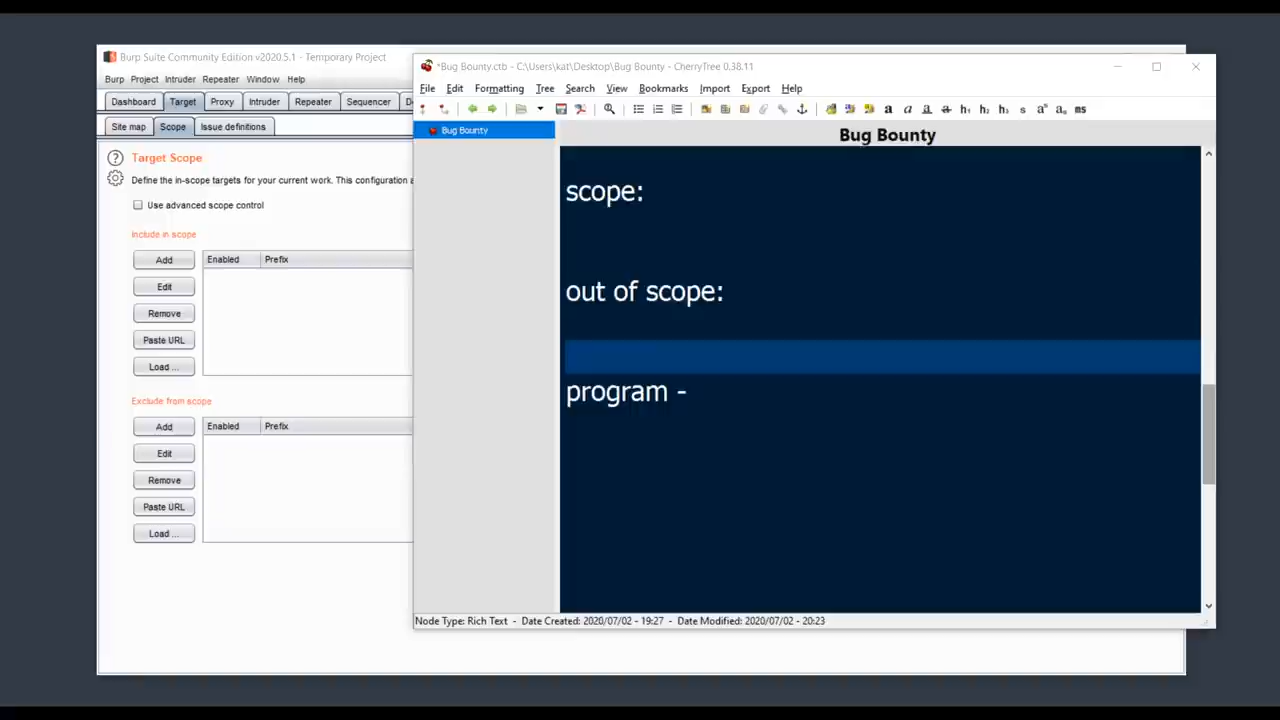 Burp Suite Community Edition v2020.5.1 - Temporary Project
Burp Project Intruder Repeater Window Help
Dashboard Target Proxy Intruder Repeater Sequencer
Site map Scope Issue definitions
Target Scope
Define the in-scope targets for your current work. This configuration
Use advanced scope control
Include in scope
Add
Edit
Remove
Paste URL
Load ...
Enabled Prefix
Exclude from scope
Add
Edit
Remove
Paste URL
Load ...
Enabled Prefix
*Bug Bounty.ctb - C:\Users\kat\Desktop\Bug Bounty - CherryTree 0.38.11
File Edit Formatting Tree Search View Bookmarks Import Export Help
a a a a h₁ h₂ h₃ s aˢ aₛ ms
Bug Bounty
Bug Bounty
scope:
out of scope:
program -
Node Type: Rich Text - Date Created: 2020/07/02 - 19:27 - Date Modified: 2020/07/02 - 20:23